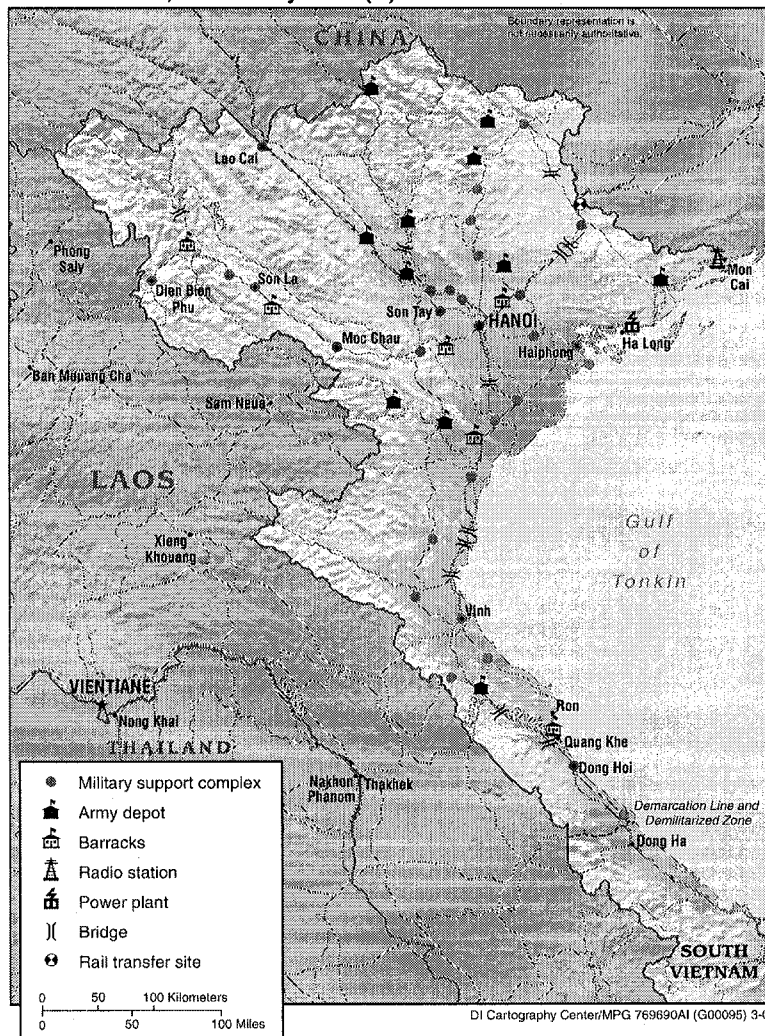 Boundary representation is
not necessarily authoritative.
CHINA
Lao Cai
Phong
Saly
Dien Bien
Phu
Son La
Son Tay
HANOI
Mon
Cai
Moc Chau
Haiphong
Ha Long
Ban Mouang Cha
Sam Neua
LAOS
Gulf
of
Tonkin
Xieng
Khouang
Vinh
VIENTIANE
Nong Khai
THAILAND
Ron
Quang Khe
Dong Hoi
Nakhon
Phanom
Thakhek
Demarcation Line and
Demilitarized Zone
Dong Ha
SOUTH
VIETNAM
Military support complex
Army depot
Barracks
Radio station
Power plant
Bridge
Rail transfer site
0 50 100 Kilometers
0 50 100 Miles
DI Cartography Center/MPG 769690AI (G00095) 3-0